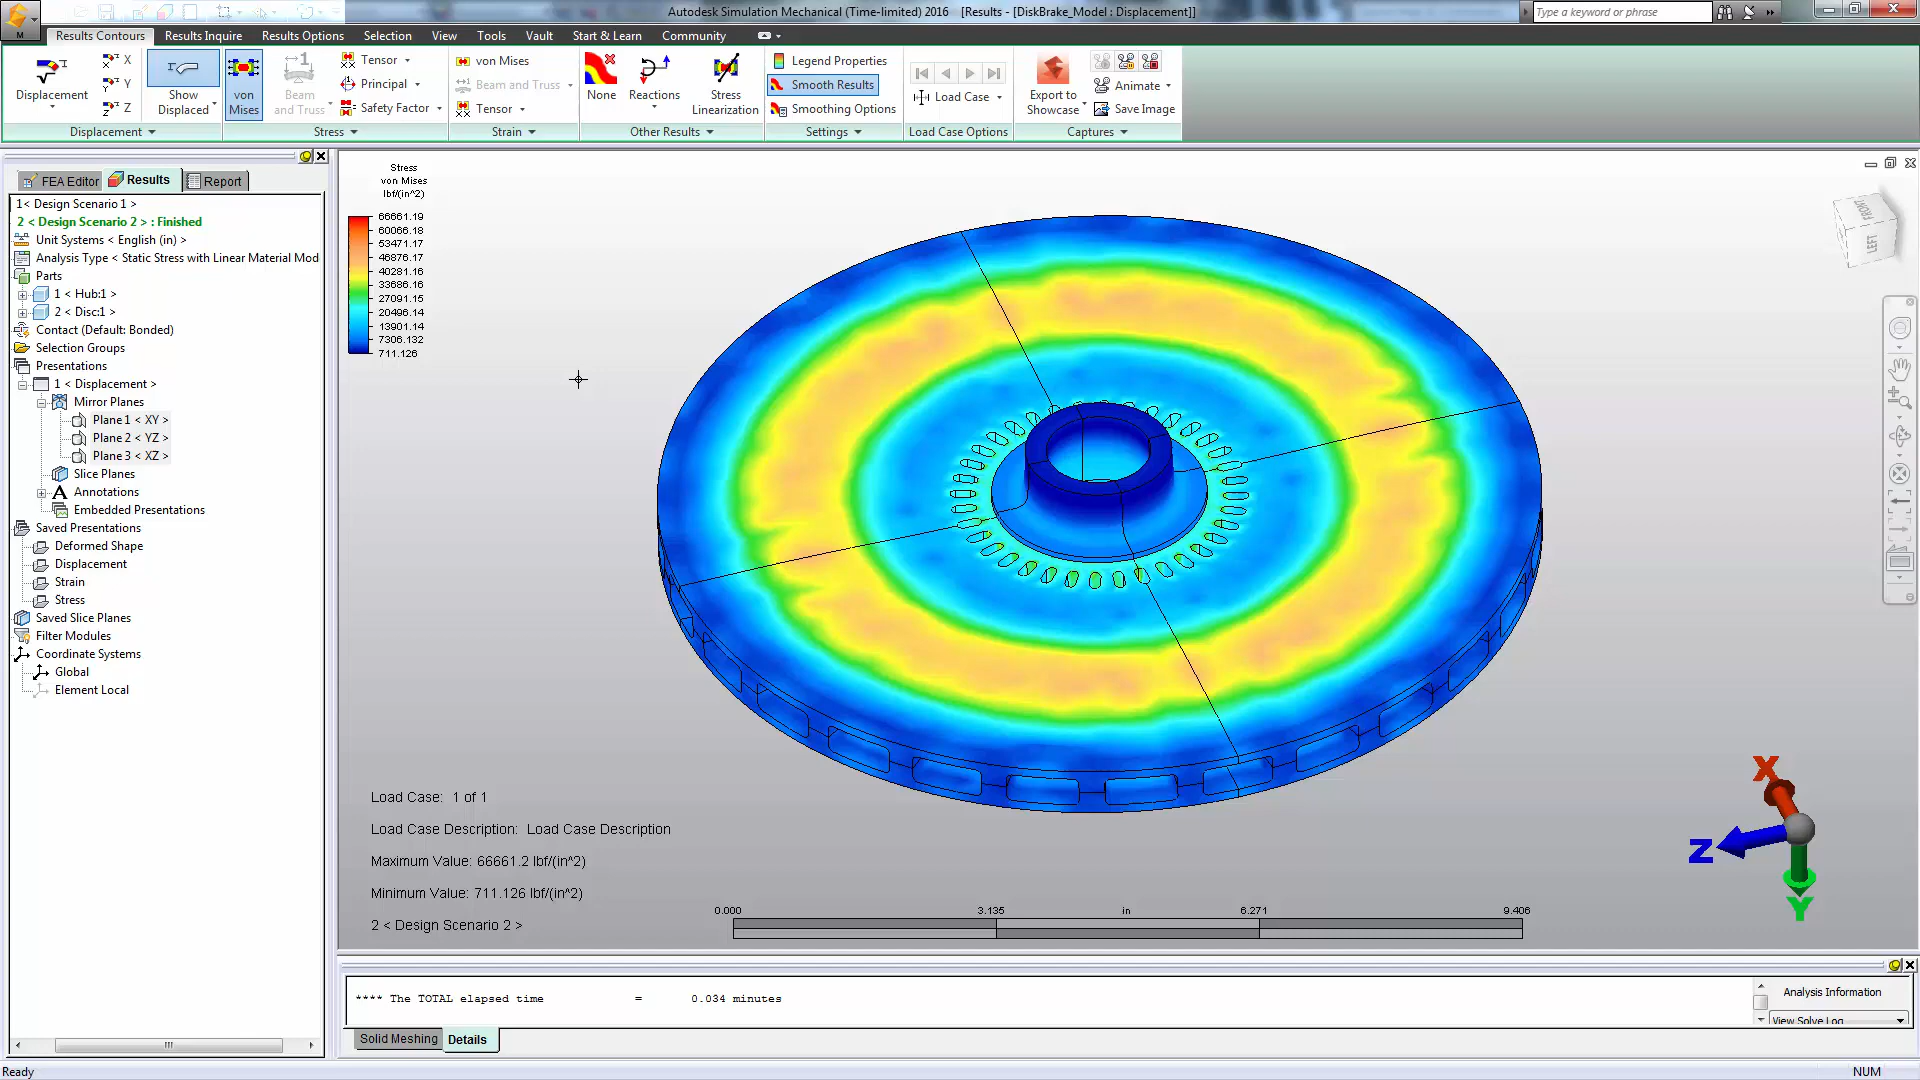 Autodesk Simulation Mechanical (Time-limited) 2016 [Results - [DiskBrake_Model : Displacement]]
Type a keyword or phrase
M
Results Contours Results Inquire Results Options Selection View Tools Vault Start & Learn Community
Displacement
X
Y
Z
Show Displaced
Displacement
von Mises
Beam and Truss
Tensor
Principal
Safety Factor
Stress
von Mises
Beam and Truss
Tensor
Strain
None
Reactions
Stress Linearization
Other Results
Legend Properties
Smooth Results
Smoothing Options
Settings
Load Case
Load Case Options
Export to Showcase
Animate
Save Image
Captures
FEA Editor Results Report
1< Design Scenario 1 >
2 < Design Scenario 2 > : Finished
Unit Systems < English (in) >
Analysis Type < Static Stress with Linear Material Mod
Parts
1 < Hub:1 >
2 < Disc:1 >
Contact (Default: Bonded)
Selection Groups
Presentations
1 < Displacement >
Mirror Planes
Plane 1 < XY >
Plane 2 < YZ >
Plane 3 < XZ >
Slice Planes
Annotations
Embedded Presentations
Saved Presentations
Deformed Shape
Displacement
Strain
Stress
Saved Slice Planes
Filter Modules
Coordinate Systems
Global
Element Local
Stress
von Mises
lbf/(in^2)
66661.19
60066.18
53471.17
46876.17
40281.16
33686.16
27091.15
20496.14
13901.14
7306.132
711.126
FRONT
LEFT
X
Z
Y
Load Case: 1 of 1
Load Case Description: Load Case Description
Maximum Value: 66661.2 lbf/(in^2)
Minimum Value: 711.126 lbf/(in^2)
2 < Design Scenario 2 >
0.000 3.135 in 6.271 9.406
**** The TOTAL elapsed time = 0.034 minutes
Analysis Information
View Solve Log
Solid Meshing Details
Ready
NUM